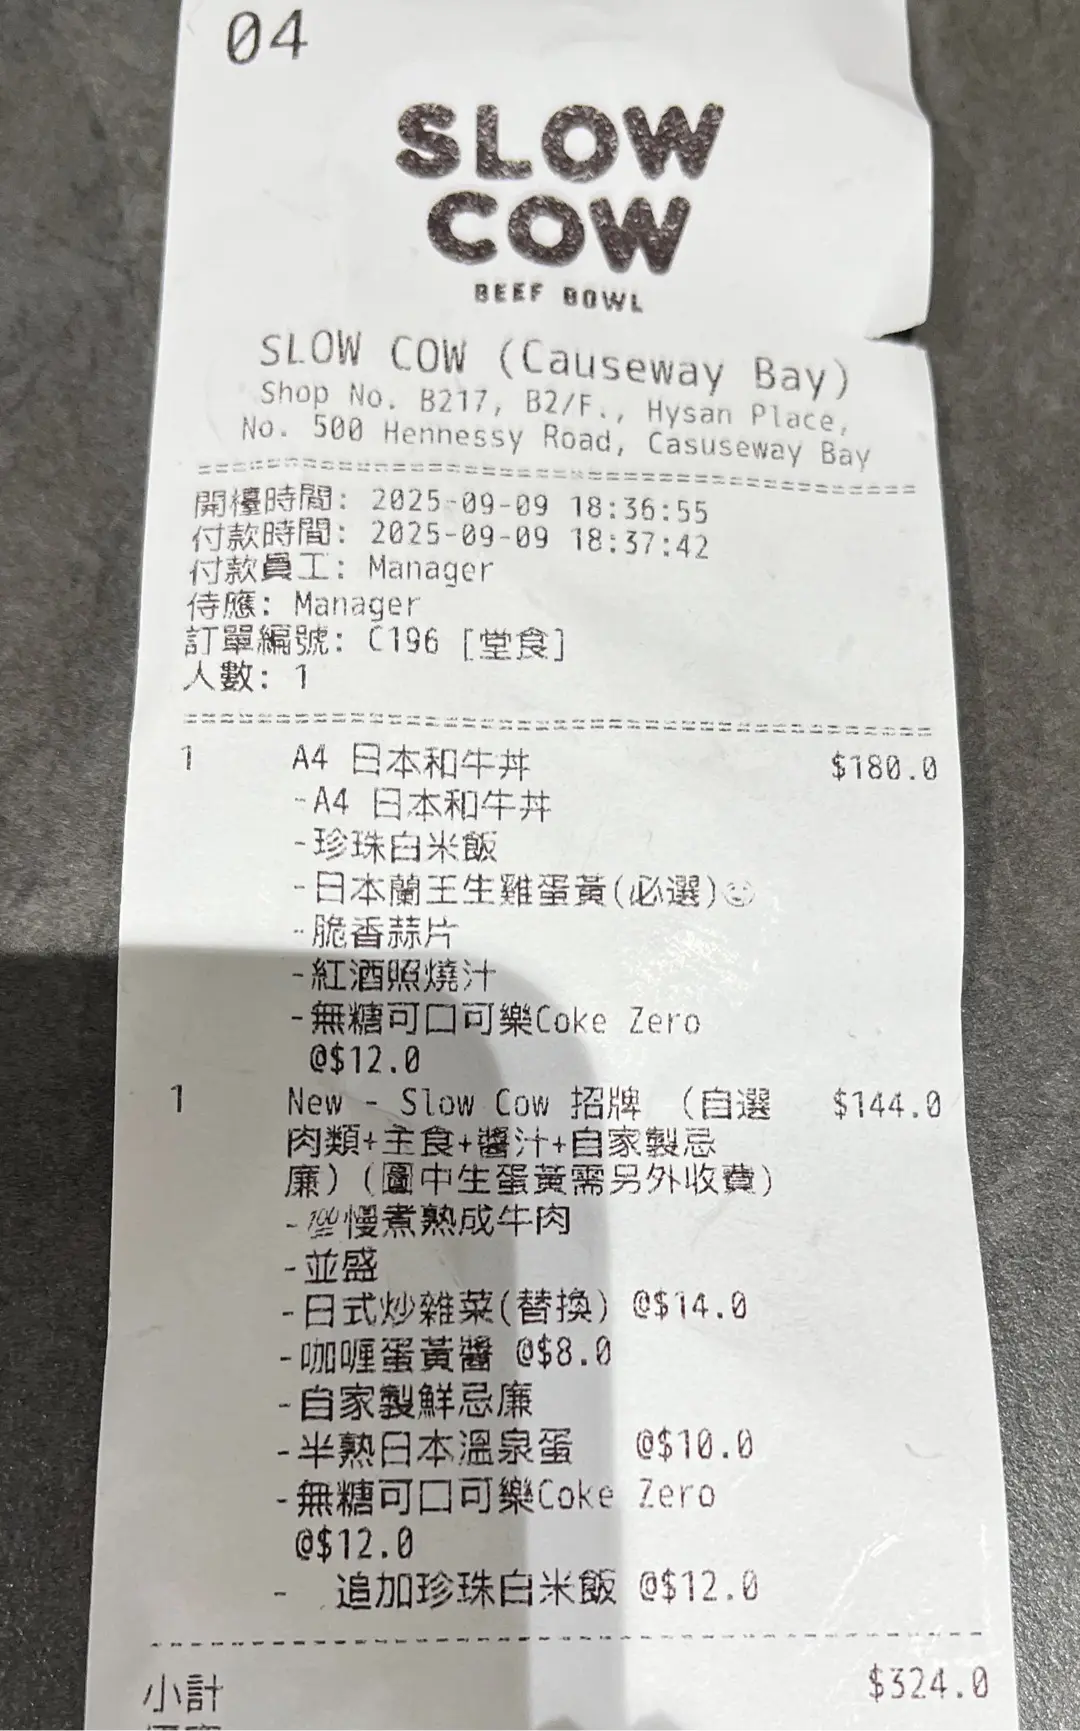 04
SLOW
COW
BEEF BOWL
SLOW COW (Causeway Bay)
Shop No. B217, B2/F., Hysan Place,
No. 500 Hennessy Road, Casuseway Bay
開檯時間: 2025-09-09 18:36:55
付款時間: 2025-09-09 18:37:42
付款員工: Manager
侍應: Manager
訂單編號: C196 [堂食]
人數: 1
1 A4 日本和牛丼 $180.0
-A4 日本和牛丼
-珍珠白米飯
-日本蘭王生雞蛋黃(必選)☺
-脆香蒜片
-紅酒照燒汁
-無糖可口可樂Coke Zero
@$12.0
1 New - Slow Cow 招牌 (自選 $144.0
肉類+主食+醬汁+自家製忌
廉) (圖中生蛋黃需另外收費)
-💯慢煮熟成牛肉
-並盛
-日式炒雜菜(替換) @$14.0
-咖喱蛋黃醬 @$8.0
-自家製鮮忌廉
-半熟日本溫泉蛋 @$10.0
-無糖可口可樂Coke Zero
@$12.0
- 追加珍珠白米飯 @$12.0
小計 $324.0